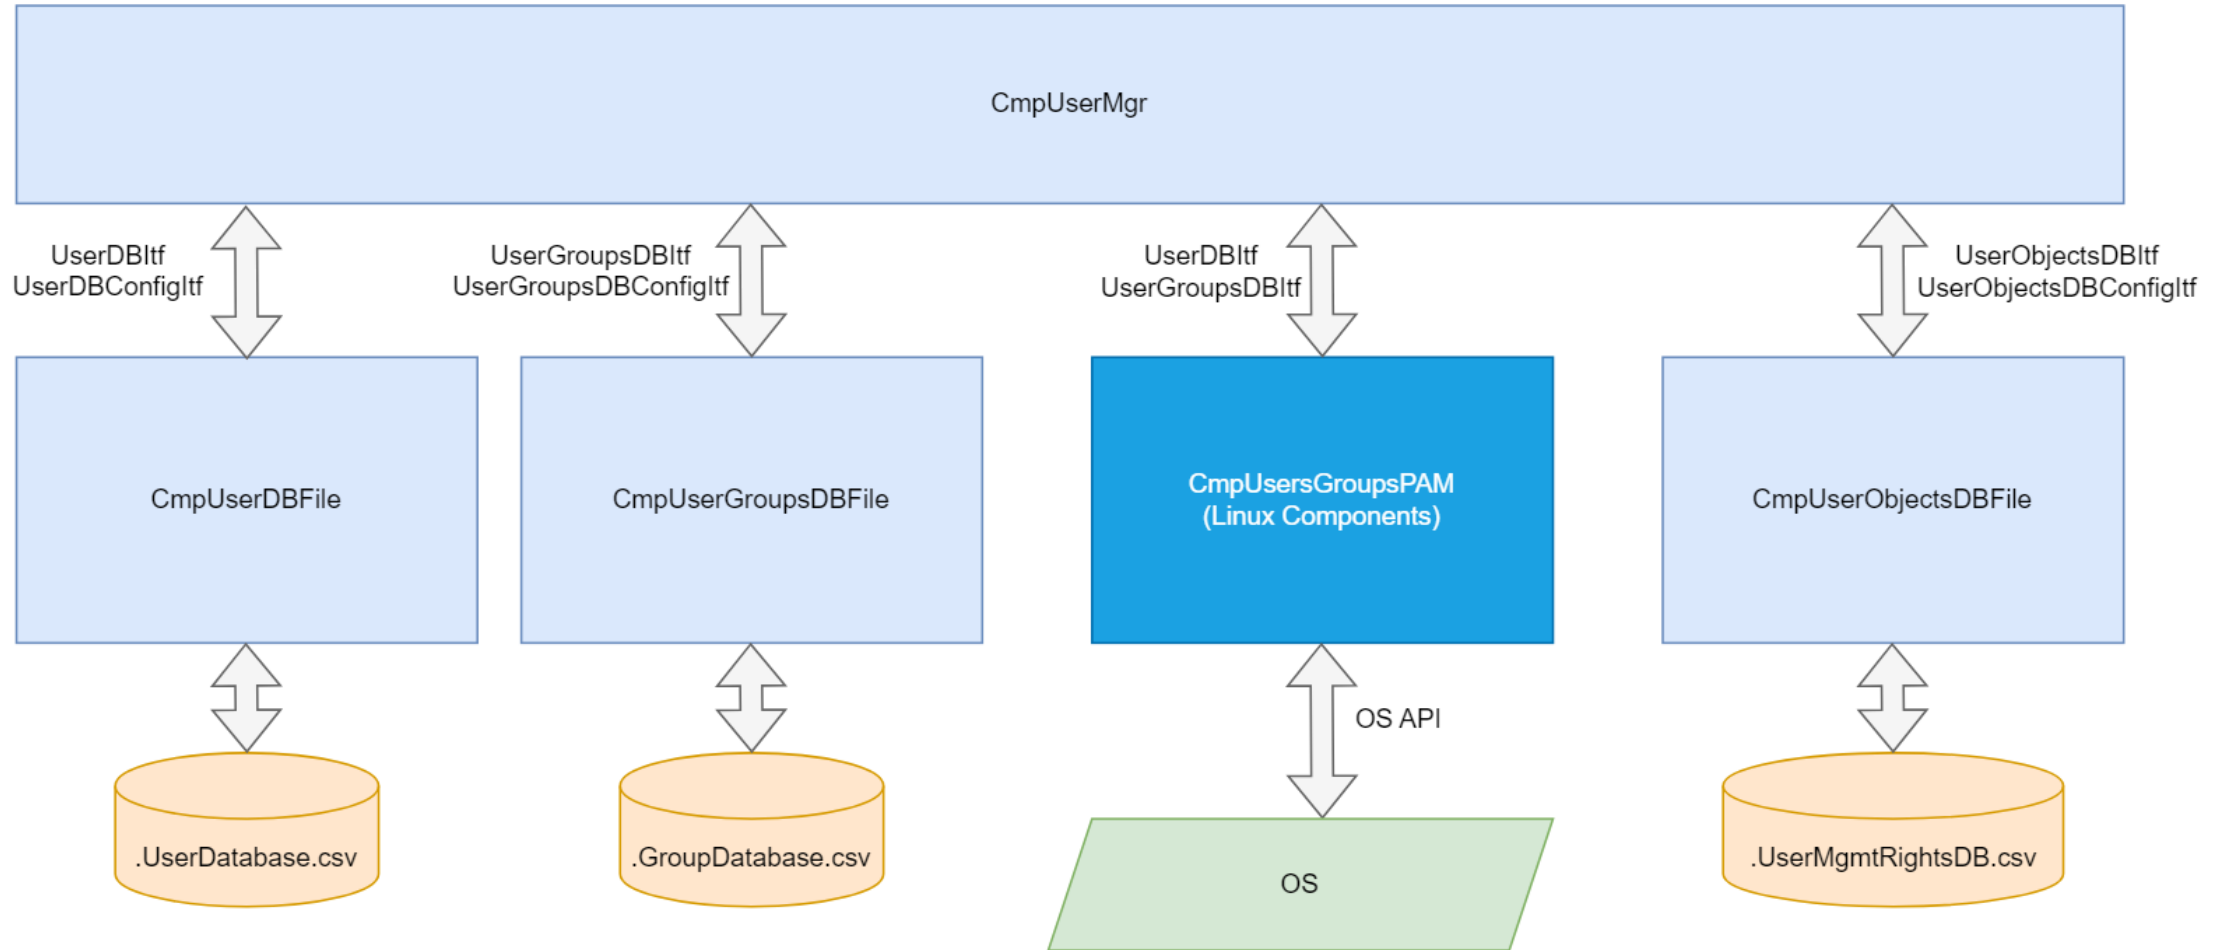 CmpUserMgr
UserDBItf
UserDBConfigItf
UserGroupsDBItf
UserGroupsDBConfigItf
UserDBItf
UserGroupsDBItf
UserObjectsDBItf
UserObjectsDBConfigItf
CmpUserDBFile
CmpUserGroupsDBFile
CmpUsersGroupsPAM
(Linux Components)
CmpUserObjectsDBFile
OS API
.UserDatabase.csv
.GroupDatabase.csv
OS
.UserMgmtRightsDB.csv